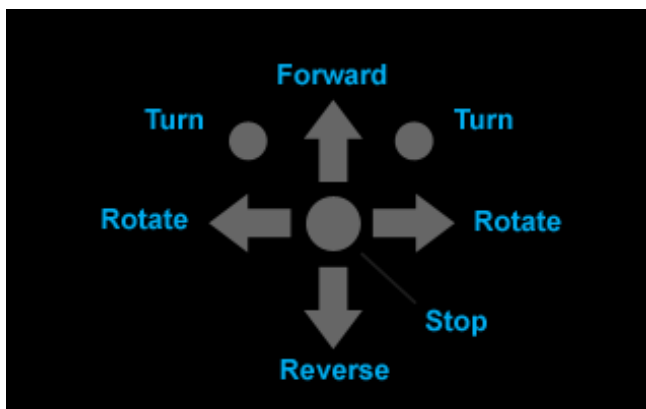 Forward
Turn
Turn
Rotate
Rotate
Stop
Reverse